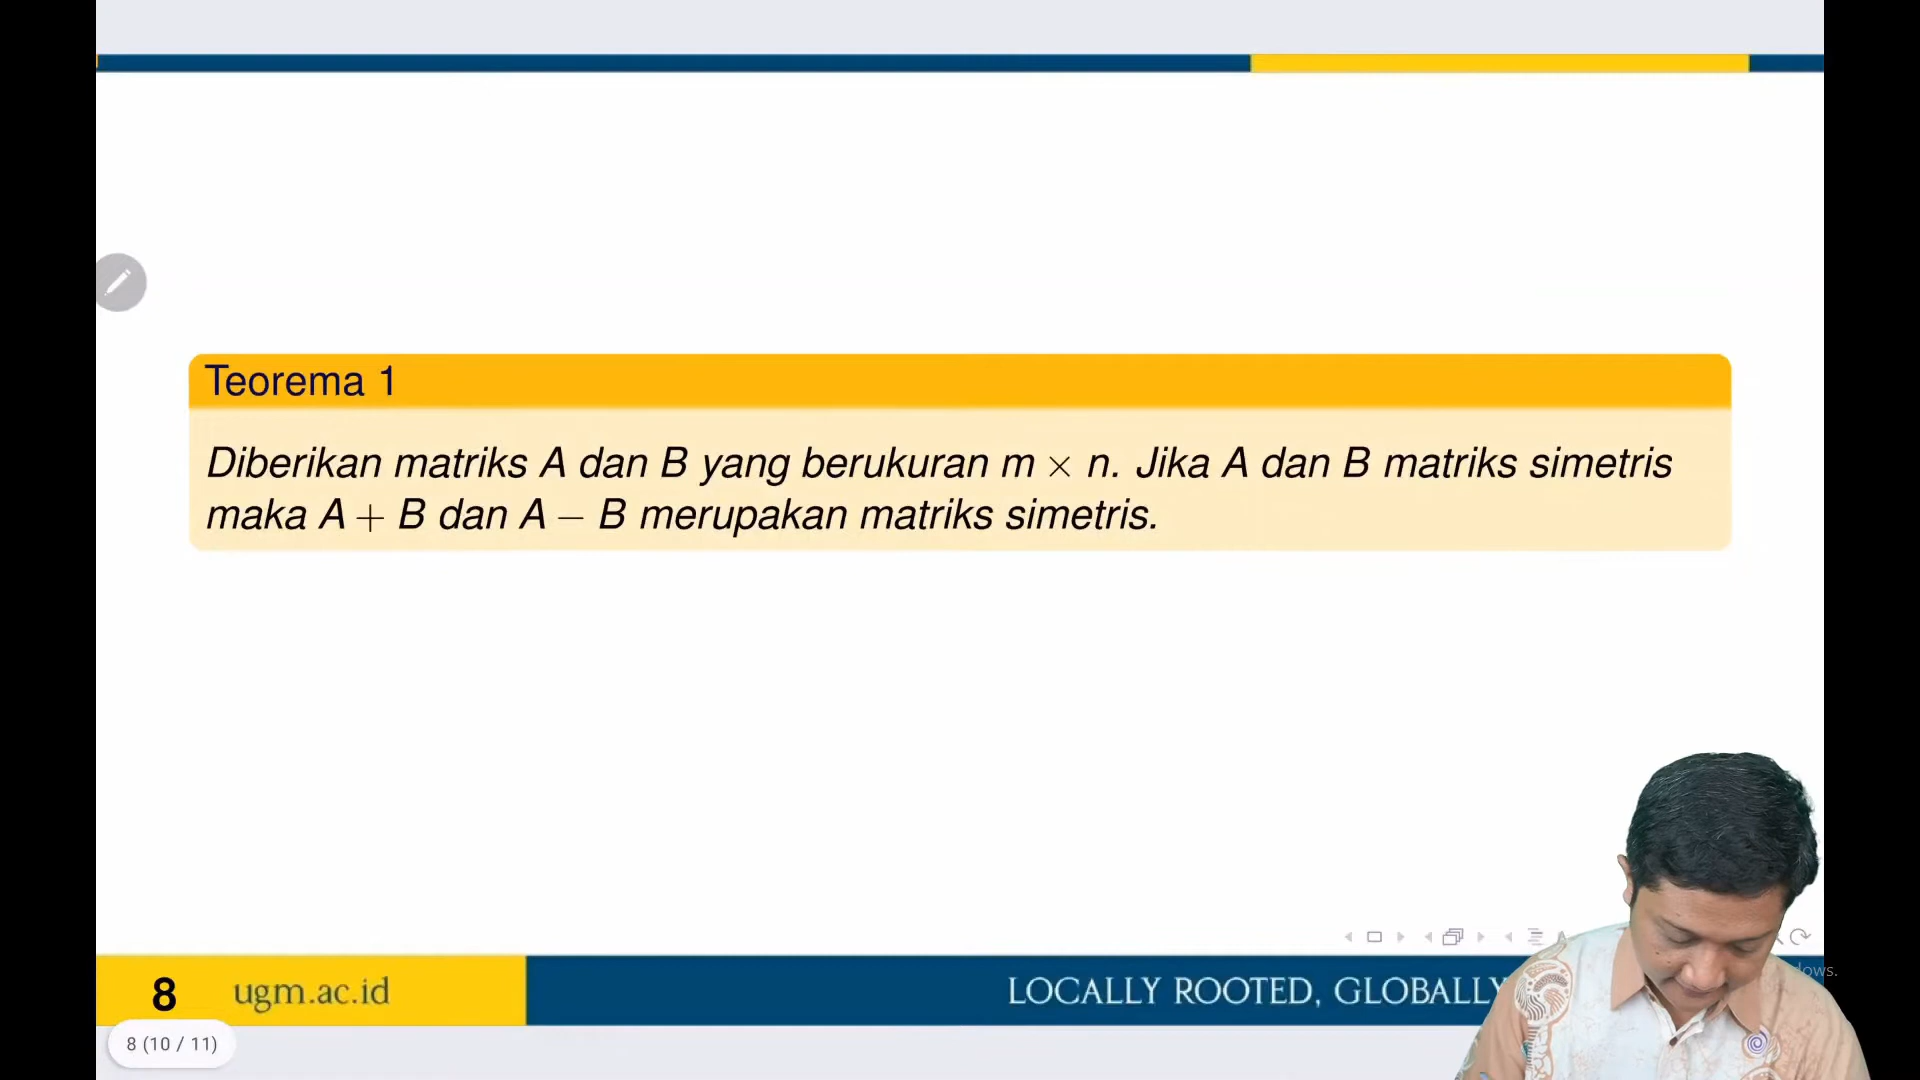 Teorema 1
Diberikan matriks A dan B yang berukuran m × n. Jika A dan B matriks simetris
maka A + B dan A − B merupakan matriks simetris.
8 ugm.ac.id
LOCALLY ROOTED, GLOBALLY
8 (10 / 11)